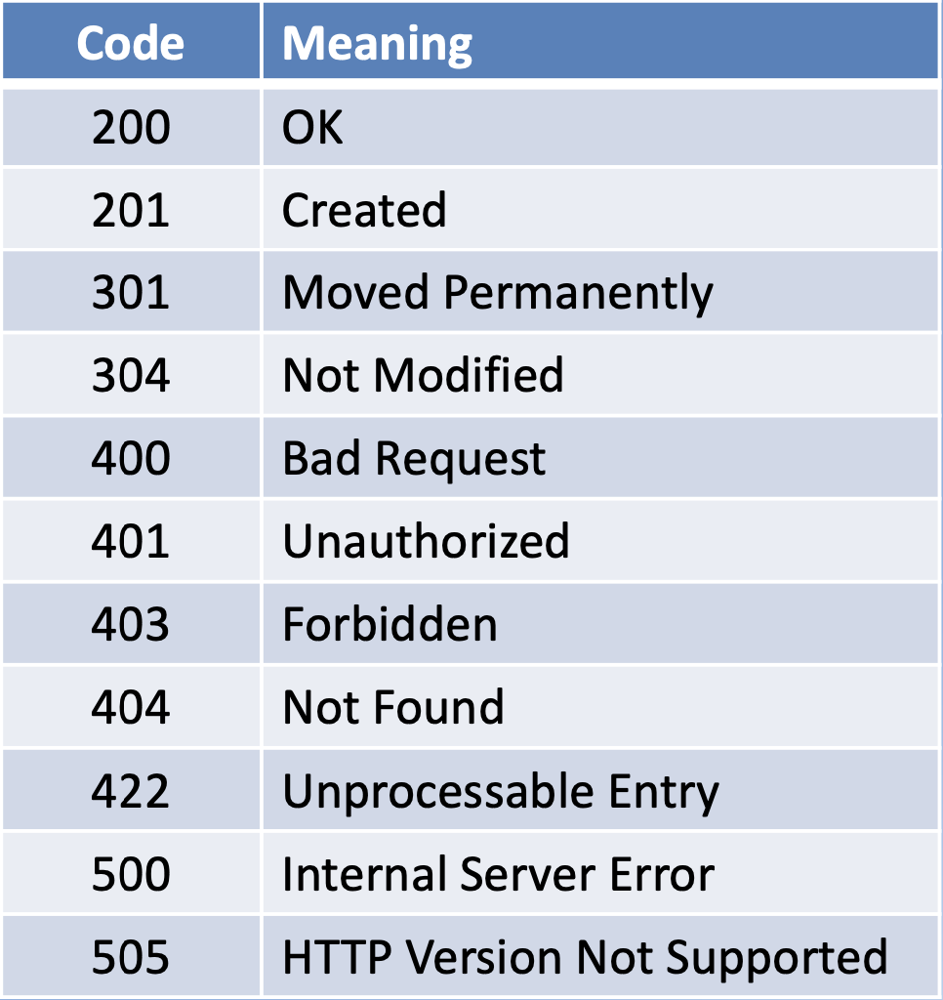 Code Meaning
200 OK
201 Created
301 Moved Permanently
304 Not Modified
400 Bad Request
401 Unauthorized
403 Forbidden
404 Not Found
422 Unprocessable Entry
500 Internal Server Error
505 HTTP Version Not Supported